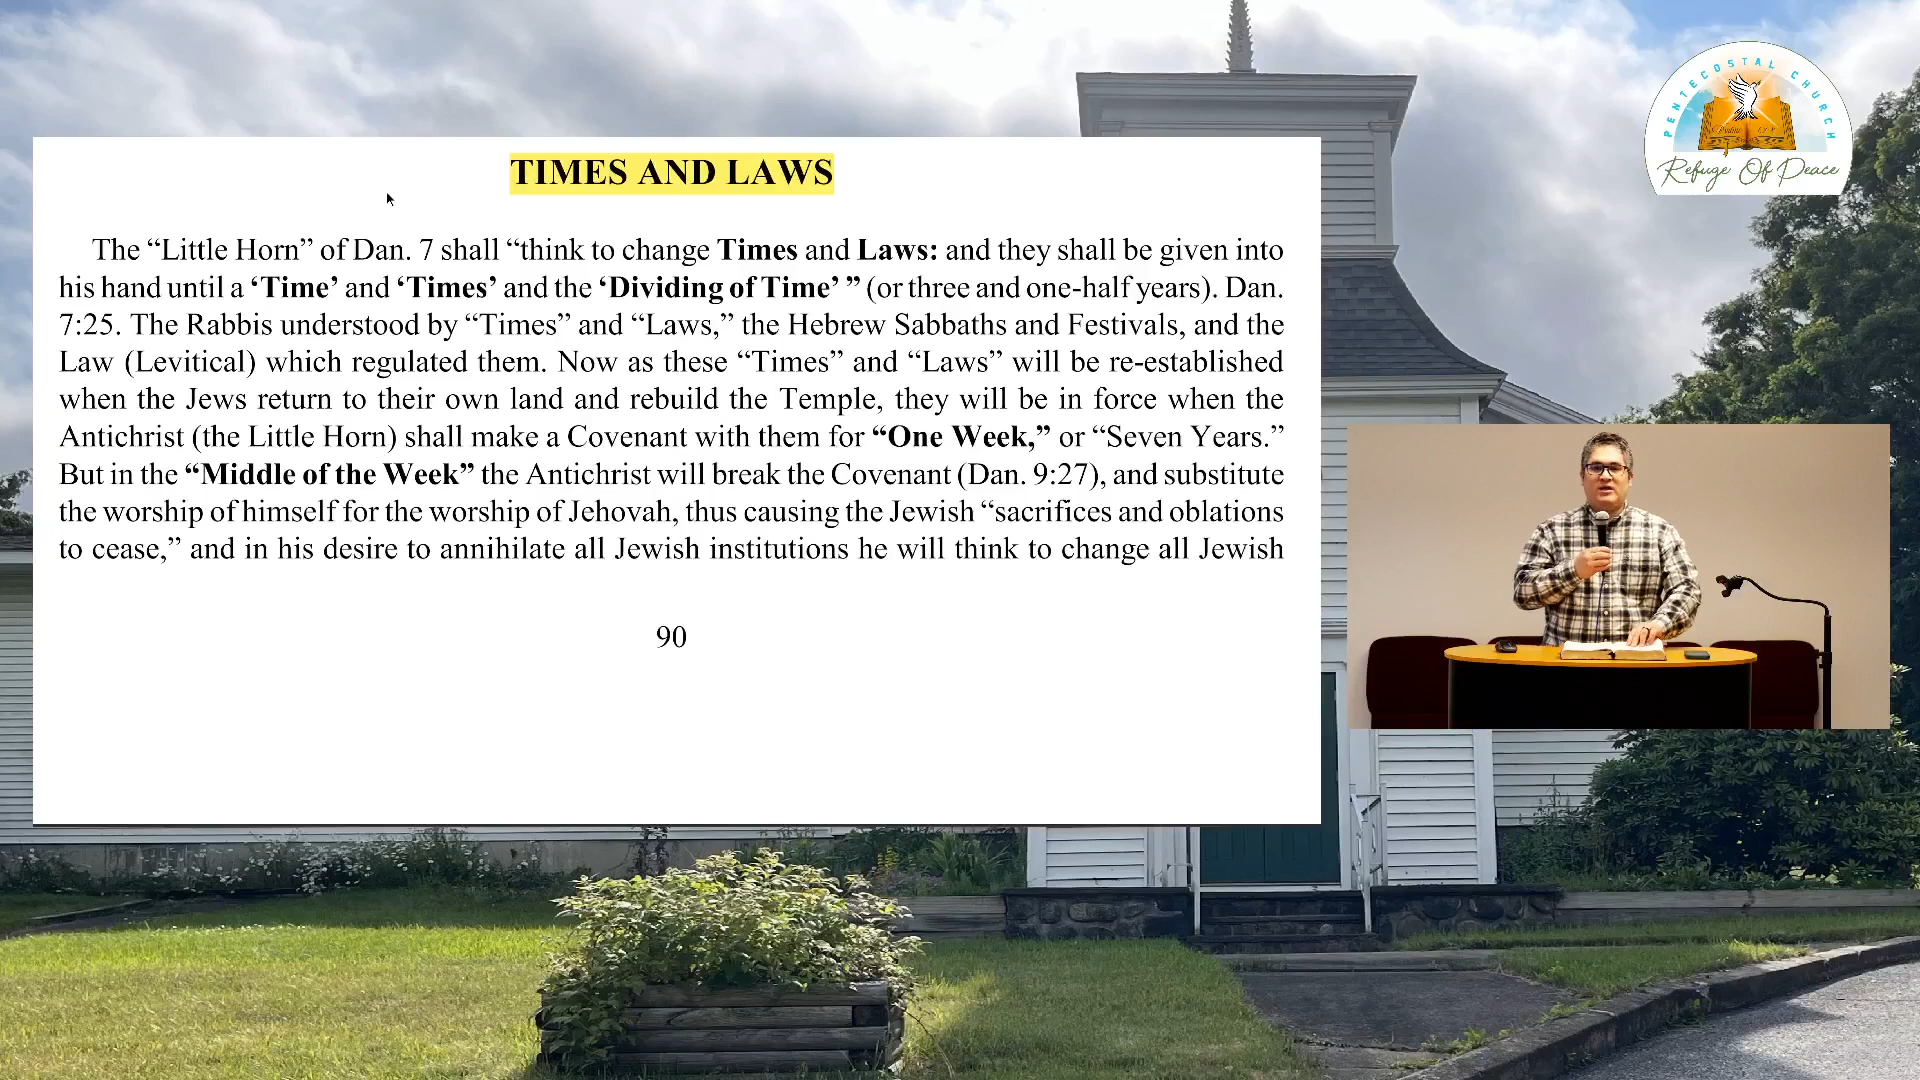 TIMES AND LAWS
The “Little Horn” of Dan. 7 shall “think to change Times and Laws: and they shall be given into
his hand until a ‘Time’ and ‘Times’ and the ‘Dividing of Time’ ” (or three and one-half years). Dan.
7:25. The Rabbis understood by “Times” and “Laws,” the Hebrew Sabbaths and Festivals, and the
Law (Levitical) which regulated them. Now as these “Times” and “Laws” will be re-established
when the Jews return to their own land and rebuild the Temple, they will be in force when the
Antichrist (the Little Horn) shall make a Covenant with them for “One Week,” or “Seven Years.”
But in the “Middle of the Week” the Antichrist will break the Covenant (Dan. 9:27), and substitute
the worship of himself for the worship of Jehovah, thus causing the Jewish “sacrifices and oblations
to cease,” and in his desire to annihilate all Jewish institutions he will think to change all Jewish
90
PENTECOSTAL CHURCH
Refuge Of Peace